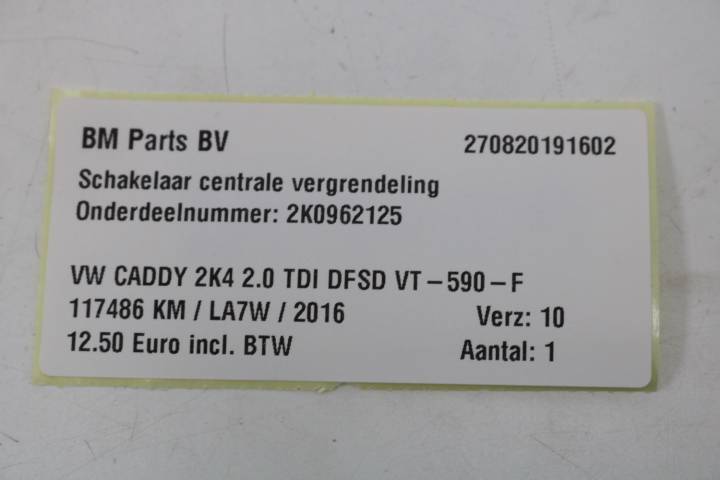 BM Parts BV 270820191602
Schakelaar centrale vergrendeling
Onderdeelnummer: 2K0962125
VW CADDY 2K4 2.0 TDI DFSD VT-590-F
117486 KM / LA7W / 2016 Verz: 10
12.50 Euro incl. BTW Aantal: 1